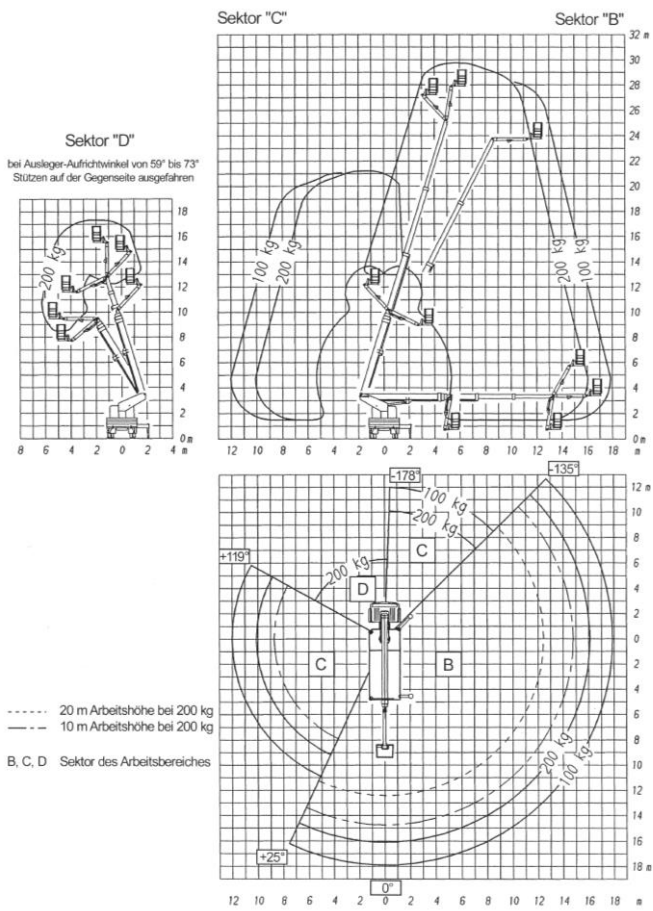 Sektor "C" Sektor "B"
32 m
30
28
26
24
22
20
18
16
14
12
10
8
6
4
2
0 m
100 kg
200 kg
200 kg
100 kg
12 10 8 6 4 2 0 2 4 6 8 10 12 14 16 18
m
Sektor "D"
bei Ausleger-Aufrichtwinkel von 59° bis 73°
Stützen auf der Gegenseite ausgefahren
18
16
14
12
10
8
6
4
2
0 m
200 kg
8 6 4 2 0 2 4
m m
-178°
-135°
+119°
+25°
0°
100 kg
200 kg
200 kg
C
D
C
B
200 kg
100 kg
12 m
10
8
6
4
2
0
2
4
6
8
10
12
14
16
18 m
12 10 8 6 4 2 0 2 4 6 8 10 12 14 16 18
m
20 m Arbeitshöhe bei 200 kg
10 m Arbeitshöhe bei 200 kg
B, C, D Sektor des Arbeitsbereiches